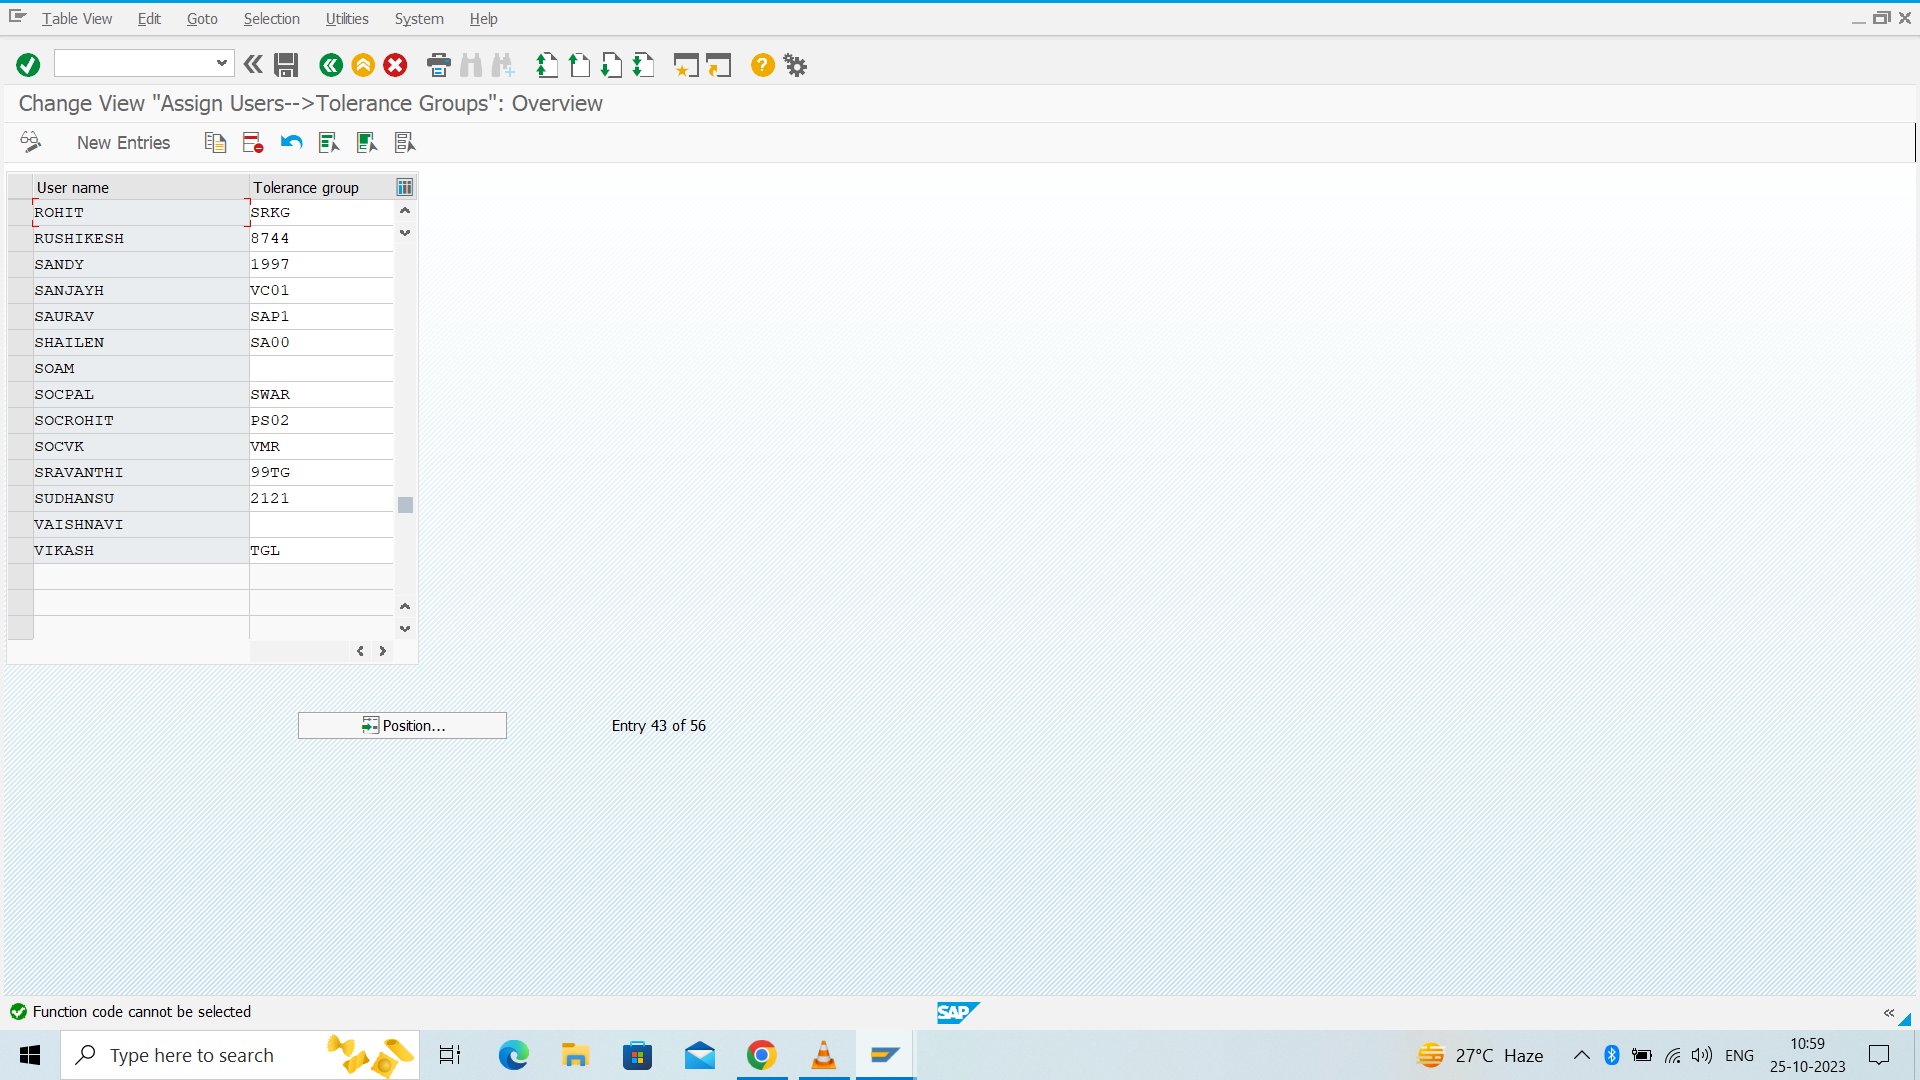 Table View Edit Goto Selection Utilities System Help
Change View "Assign Users-->Tolerance Groups": Overview
New Entries
User name Tolerance group
ROHIT SRKG
RUSHIKESH 8744
SANDY 1997
SANJAYH VC01
SAURAV SAP1
SHAILEN SA00
SOAM
SOCPAL SWAR
SOCROHIT PS02
SOCVK VMR
SRAVANTHI 99TG
SUDHANSU 2121
VAISHNAVI
VIKASH TGL
Position... Entry 43 of 56
Function code cannot be selected SAP
Type here to search 27°C Haze ENG 10:59
25-10-2023